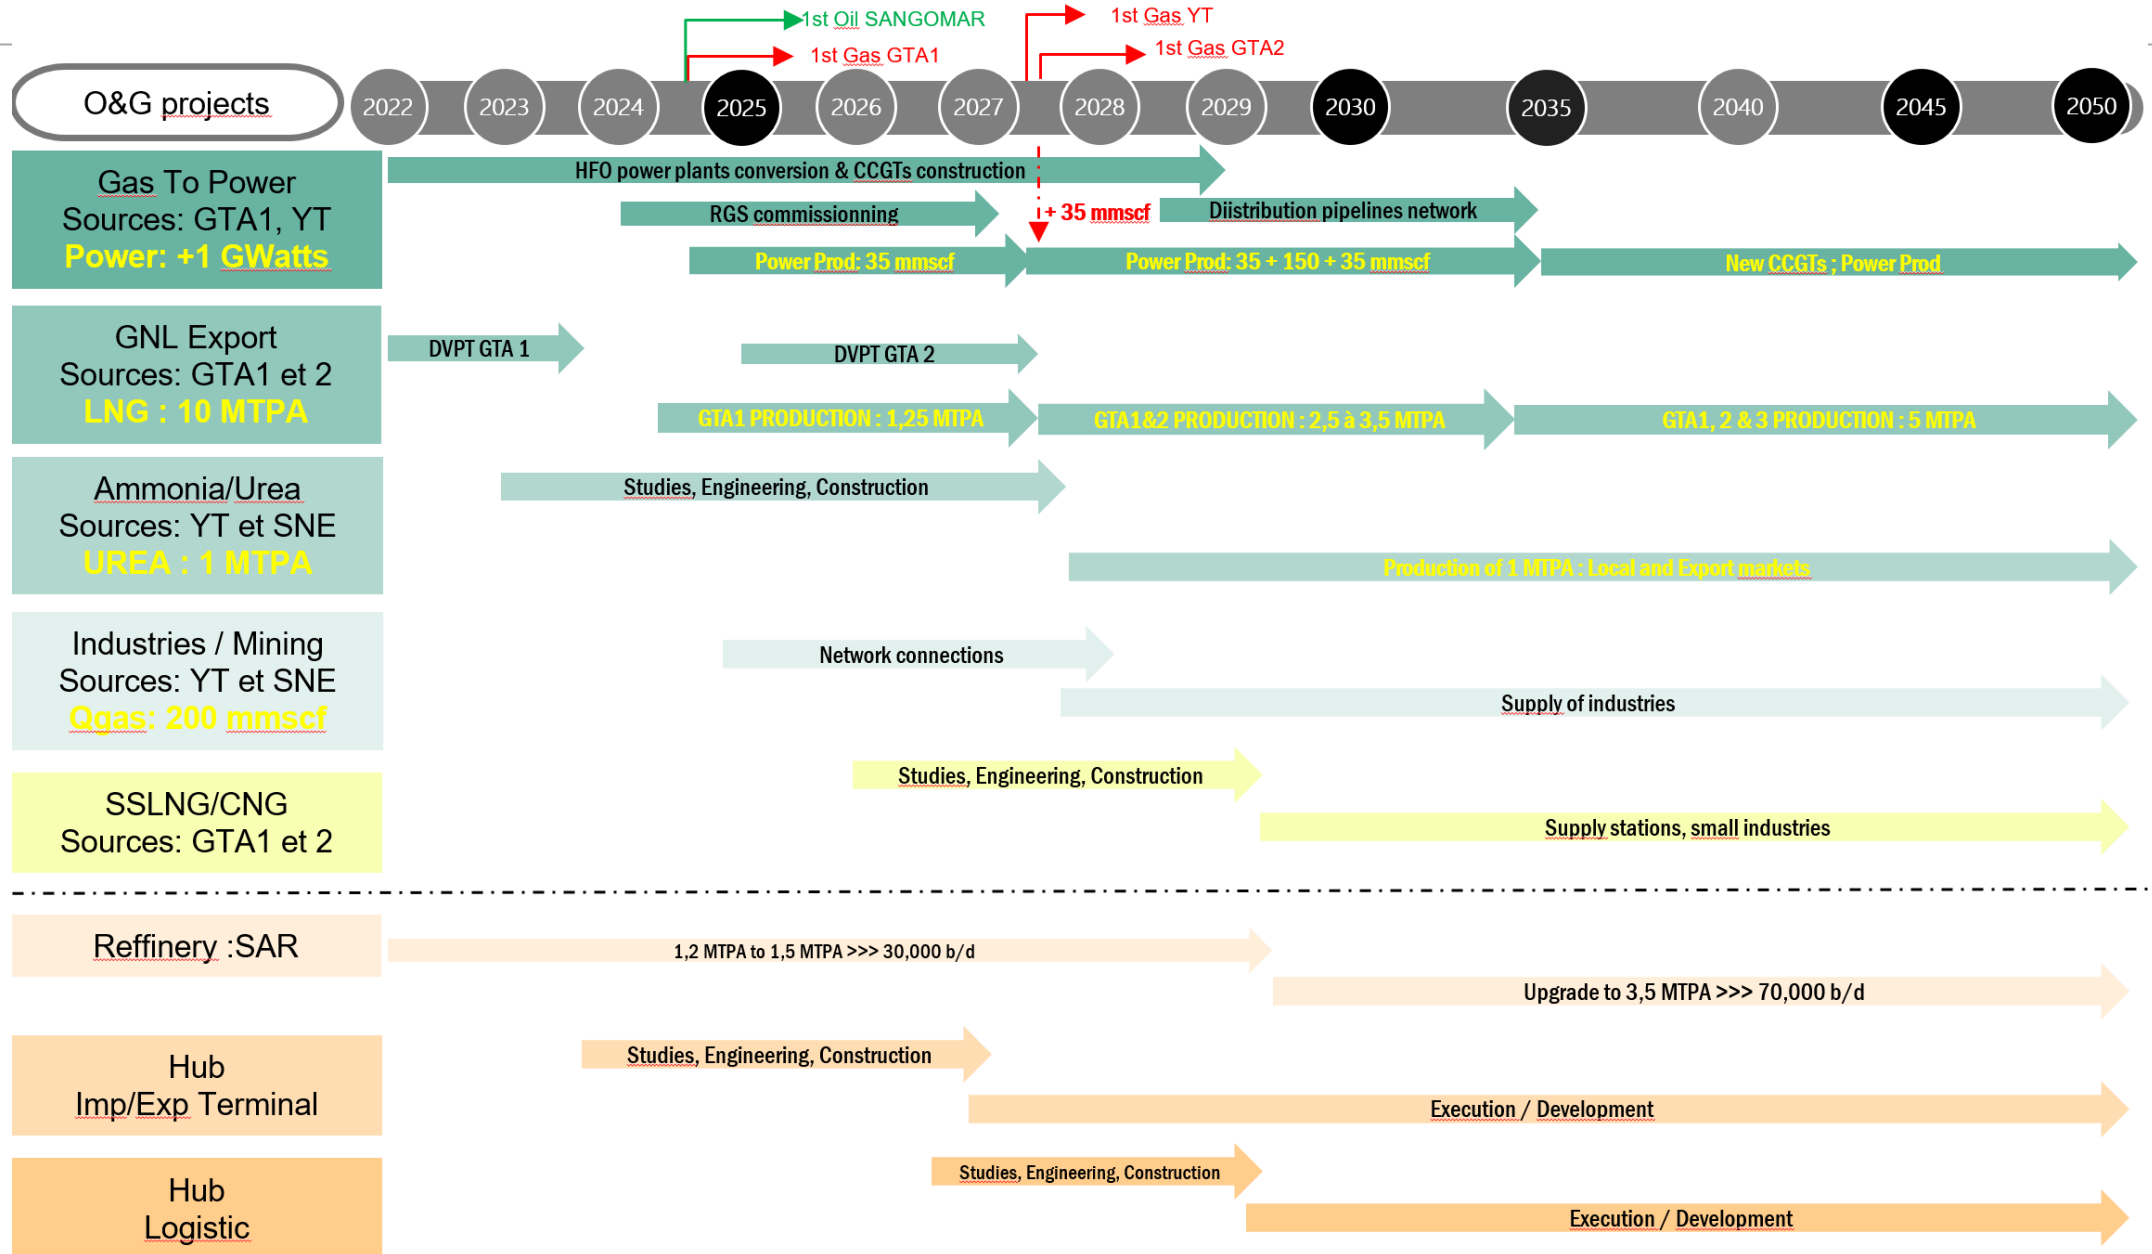 1st Oil SANGOMAR
1st Gas GTA1
1st Gas YT
1st Gas GTA2
O&G projects
2022
2023
2024
2025
2026
2027
2028
2029
2030
2035
2040
2045
2050
Gas To Power
Sources: GTA1, YT
Power: +1 GWatts
HFO power plants conversion & CCGTs construction
RGS commissionning
+ 35 mmscf
Diistribution pipelines network
Power Prod: 35 mmscf
Power Prod: 35 + 150 + 35 mmscf
New CCGTs ; Power Prod
GNL Export
Sources: GTA1 et 2
LNG : 10 MTPA
DVPT GTA 1
DVPT GTA 2
GTA1 PRODUCTION : 1,25 MTPA
GTA1&2 PRODUCTION : 2,5 à 3,5 MTPA
GTA1, 2 & 3 PRODUCTION : 5 MTPA
Ammonia/Urea
Sources: YT et SNE
UREA : 1 MTPA
Studies, Engineering, Construction
Production of 1 MTPA : Local and Export markets
Industries / Mining
Sources: YT et SNE
Qgas: 200 mmscf
Network connections
Supply of industries
SSLNG/CNG
Sources: GTA1 et 2
Studies, Engineering, Construction
Supply stations, small industries
Reffinery :SAR
1,2 MTPA to 1,5 MTPA >>> 30,000 b/d
Upgrade to 3,5 MTPA >>> 70,000 b/d
Hub
Imp/Exp Terminal
Studies, Engineering, Construction
Execution / Development
Hub
Logistic
Studies, Engineering, Construction
Execution / Development